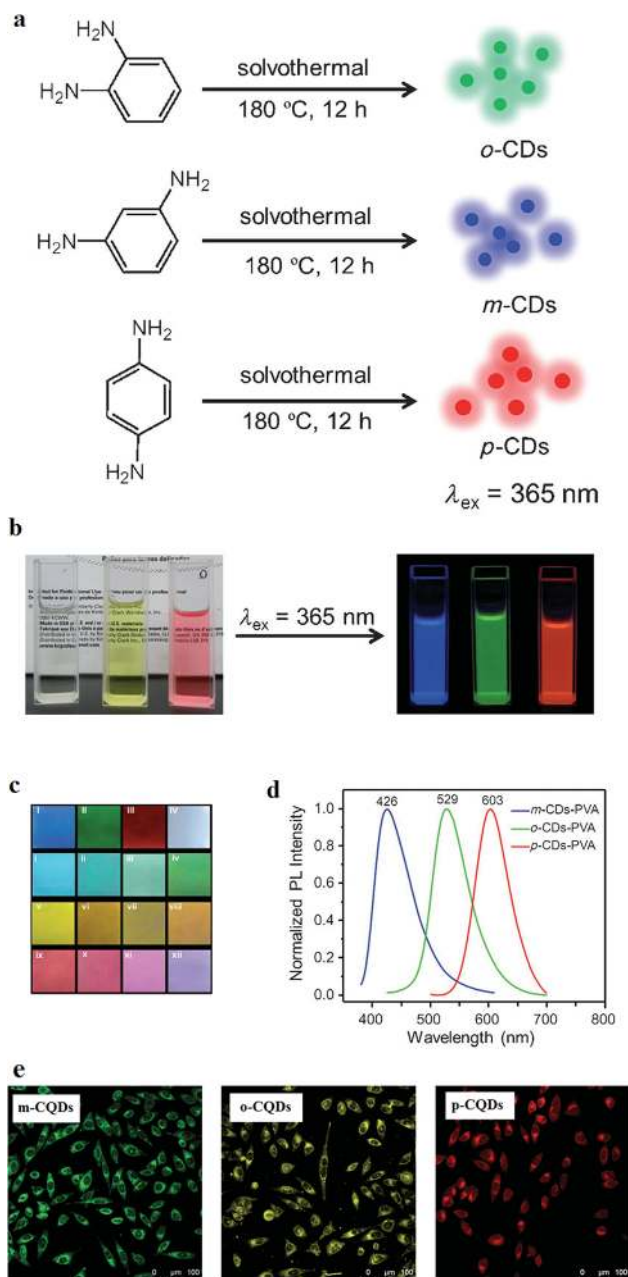 a
H₂N
H₂N
solvothermal
180 ºC, 12 h
o-CDs
NH₂
H₂N
solvothermal
180 ºC, 12 h
m-CDs
NH₂
H₂N
solvothermal
180 ºC, 12 h
p-CDs
λex = 365 nm
b
λex = 365 nm
c
I II III IV
i ii iii iv
v vi vii viii
ix x xi xii
d
426 529 603
m-CDs-PVA
o-CDs-PVA
p-CDs-PVA
Normalized PL Intensity
1.0
0.8
0.6
0.4
0.2
0.0
400 500 600 700 800
Wavelength (nm)
e
m-CQDs
o-CQDs
p-CQDs
0 µm 100
0 µm 100
0 µm 100